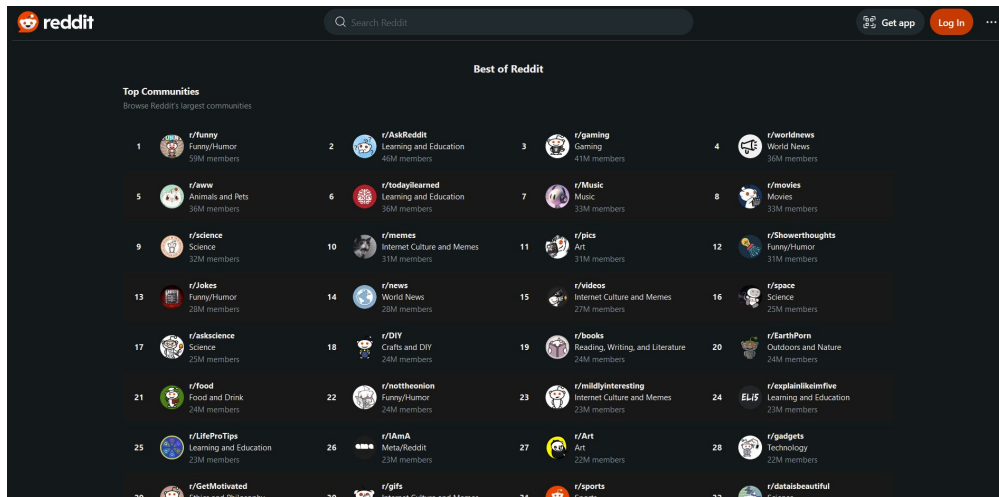 reddit
Search Reddit
Get app
Log In
Best of Reddit
Top Communities
Browse Reddit's largest communities
1
r/funny
Funny/Humor
59M members
2
r/AskReddit
Learning and Education
46M members
3
r/gaming
Gaming
41M members
4
r/worldnews
World News
36M members
5
r/aww
Animals and Pets
36M members
6
r/todayilearned
Learning and Education
36M members
7
r/Music
Music
33M members
8
r/movies
Movies
33M members
9
r/science
Science
32M members
10
r/memes
Internet Culture and Memes
31M members
11
r/pics
Art
31M members
12
r/Showerthoughts
Funny/Humor
31M members
13
r/Jokes
Funny/Humor
28M members
14
r/news
World News
28M members
15
r/videos
Internet Culture and Memes
27M members
16
r/space
Science
25M members
17
r/askscience
Science
25M members
18
r/DIY
Crafts and DIY
24M members
19
r/books
Reading, Writing, and Literature
24M members
20
r/EarthPorn
Outdoors and Nature
24M members
21
r/food
Food and Drink
24M members
22
r/nottheonion
Funny/Humor
24M members
23
r/mildlyinteresting
Internet Culture and Memes
23M members
24
ELI5
r/explainlikeimfive
Learning and Education
23M members
25
r/LifeProTips
Learning and Education
23M members
26
r/IAmA
Meta/Reddit
23M members
27
r/Art
Art
22M members
28
r/gadgets
Technology
22M members
r/GetMotivated
r/gifs
r/sports
r/dataisbeautiful